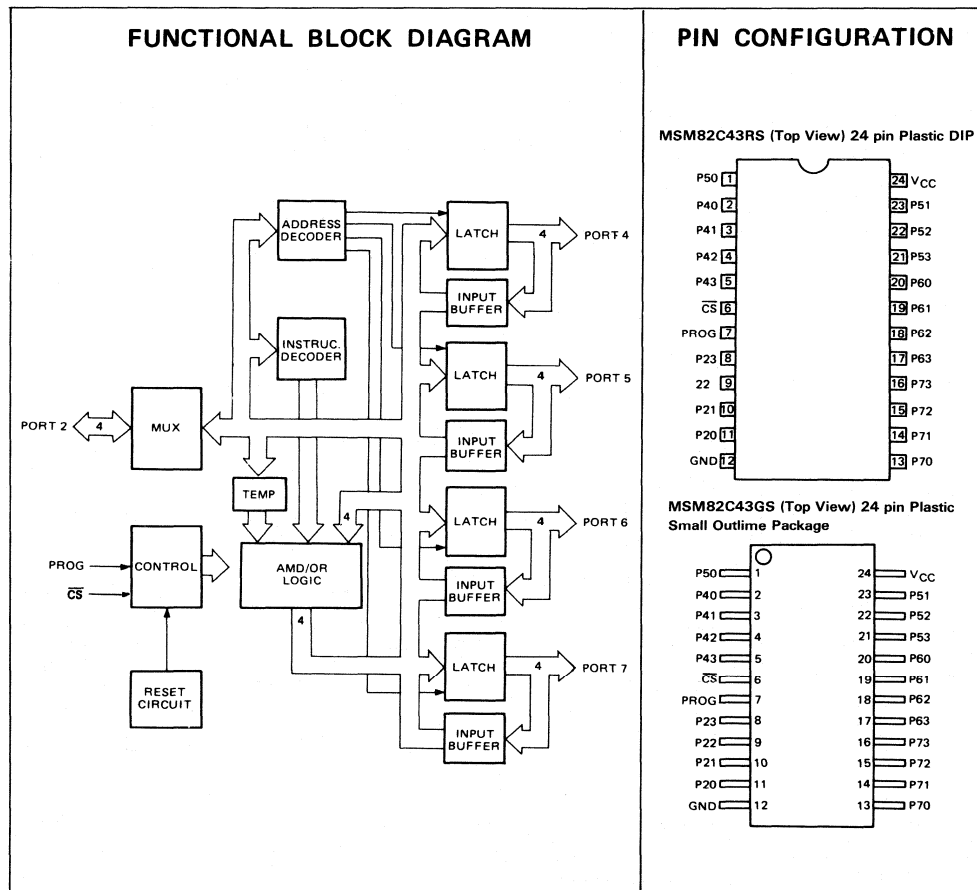 FUNCTIONAL BLOCK DIAGRAM
ADDRESS
DECODER
LATCH
4
PORT 4
INPUT
BUFFER
INSTRUC.
DECODER
LATCH
4
PORT 5
INPUT
BUFFER
PORT 2
4
MUX
TEMP
4
LATCH
4
PORT 6
INPUT
BUFFER
PROG
CS
CONTROL
AMD/OR
LOGIC
4
LATCH
4
PORT 7
INPUT
BUFFER
RESET
CIRCUIT
PIN CONFIGURATION
MSM82C43RS (Top View) 24 pin Plastic DIP
P50 1 24 VCC
P40 2 23 P51
P41 3 22 P52
P42 4 21 P53
P43 5 20 P60
CS 6 19 P61
PROG 7 18 P62
P23 8 17 P63
22 9 16 P73
P21 10 15 P72
P20 11 14 P71
GND 12 13 P70
MSM82C43GS (Top View) 24 pin Plastic
Small Outlime Package
P50 1 24 VCC
P40 2 23 P51
P41 3 22 P52
P42 4 21 P53
P43 5 20 P60
CS 6 19 P61
PROG 7 18 P62
P23 8 17 P63
P22 9 16 P73
P21 10 15 P72
P20 11 14 P71
GND 12 13 P70